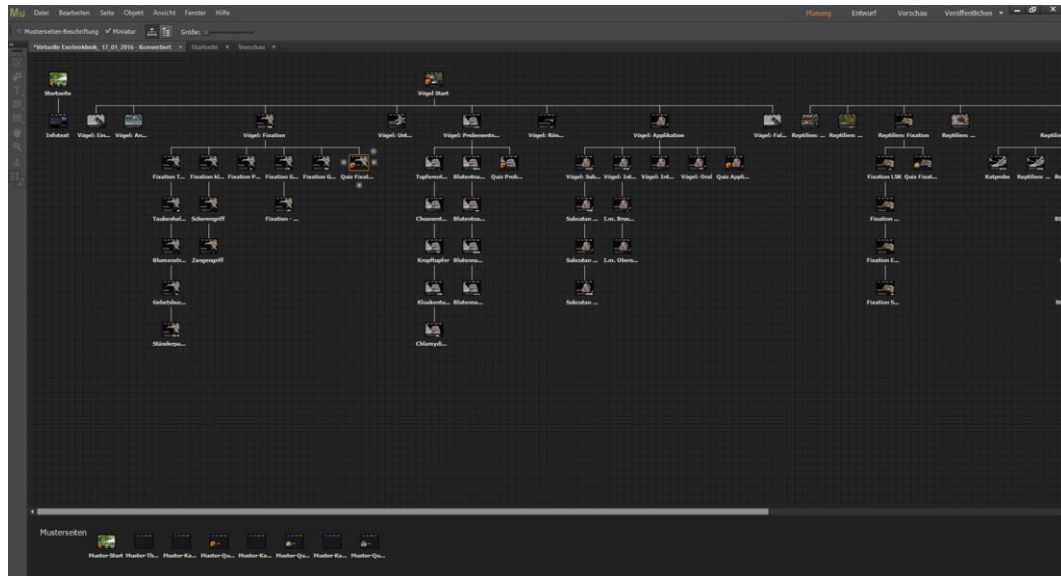 Mu Datei Bearbeiten Seite Objekt Ansicht Fenster Hilfe Planung Entwurf Vorschau Veröffentlichen
Musterseiten-Beschriftung Miniatur Größe:
*Virtuelle Exotenklinik_17_01_2016 - Konvertiert × Startseite × Vorschau ×
Startseite Vögel Start
Infotext Vögel: Ein... Vögel: An... Vögel: Fixation Vögel: Unt... Vögel: Probenentn... Vögel: Rön... Vögel: Applikation Vögel: Fal... Reptilien: ... Reptilien: ... Reptilien: Fixation Reptilien: ...
Fixation T... Fixation kl... Fixation P... Fixation G... Fixation G... Quiz Fixat... Tupferent... Blutentna... Quiz Prob... Vögel: Sub... Vögel: Int... Vögel: Int... Vögel: Oral Quiz Appli... Fixation LSK Quiz Fixat... Kotprobe Reptilien: ...
Taubenhal... Scherengriff Fixation - ... Choanent... Blutentna... Subcutan ... I.m. Brus... Fixation ...
Blumenstr... Zangengriff Kropftupfer Blutenna... Subcutan ... I.m. Obers... Fixation E...
Gebetsbuc... Kloakentu... Blutenna... Subcutan ... Fixation S...
Ständerpa... Chlamydi...
Musterseiten
Muster-Start Muster-Th... Muster-Ka... Muster-Qu... Muster-Ka... Muster-Qu... Muster-Ka... Muster-Qu...